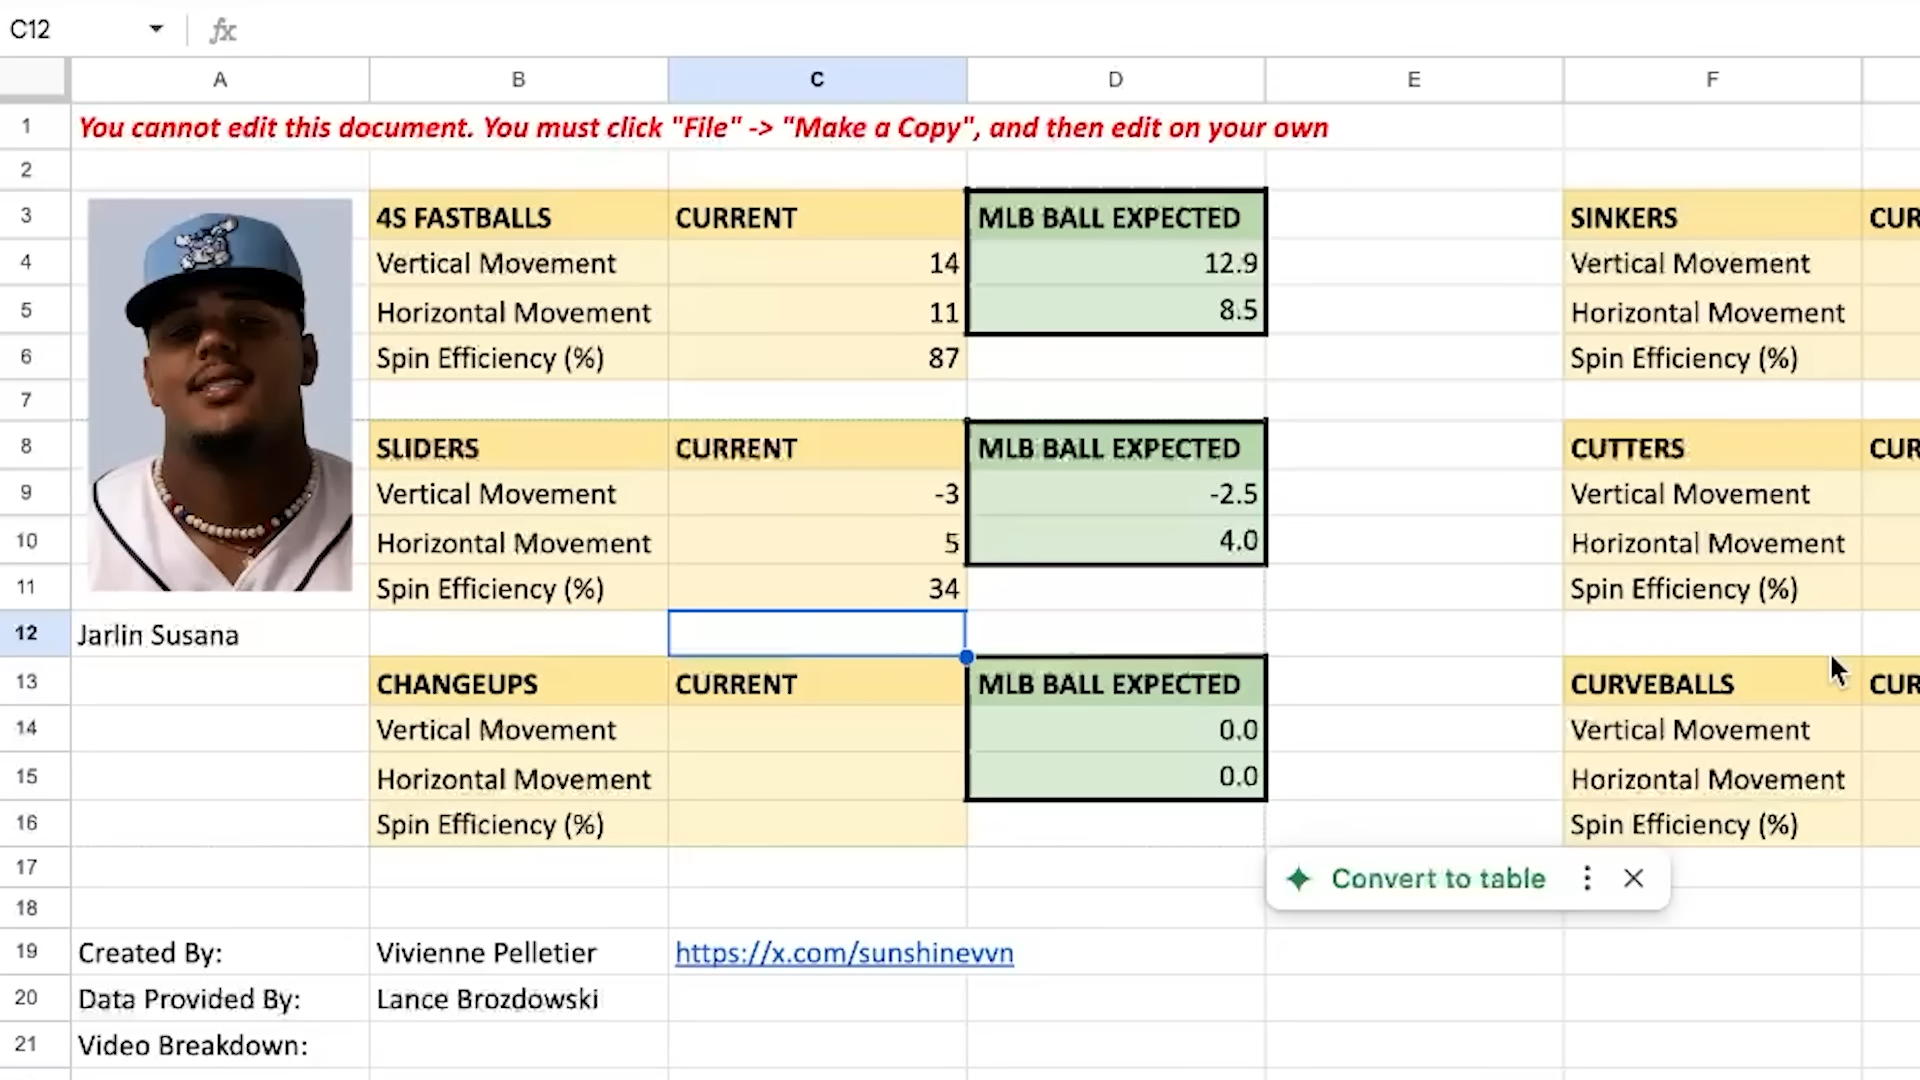 C12 fx
A B C D E F
1 You cannot edit this document. You must click "File" -> "Make a Copy", and then edit on your own
2
3 4S FASTBALLS CURRENT MLB BALL EXPECTED SINKERS CUR
4 Vertical Movement 14 12.9 Vertical Movement
5 Horizontal Movement 11 8.5 Horizontal Movement
6 Spin Efficiency (%) 87 Spin Efficiency (%)
7
8 SLIDERS CURRENT MLB BALL EXPECTED CUTTERS CUR
9 Vertical Movement -3 -2.5 Vertical Movement
10 Horizontal Movement 5 4.0 Horizontal Movement
11 Spin Efficiency (%) 34 Spin Efficiency (%)
12 Jarlin Susana
13 CHANGEUPS CURRENT MLB BALL EXPECTED CURVEBALLS CUR
14 Vertical Movement 0.0 Vertical Movement
15 Horizontal Movement 0.0 Horizontal Movement
16 Spin Efficiency (%) Spin Efficiency (%)
17 Convert to table
18
19 Created By: Vivienne Pelletier https://x.com/sunshinevvn
20 Data Provided By: Lance Brozdowski
21 Video Breakdown: